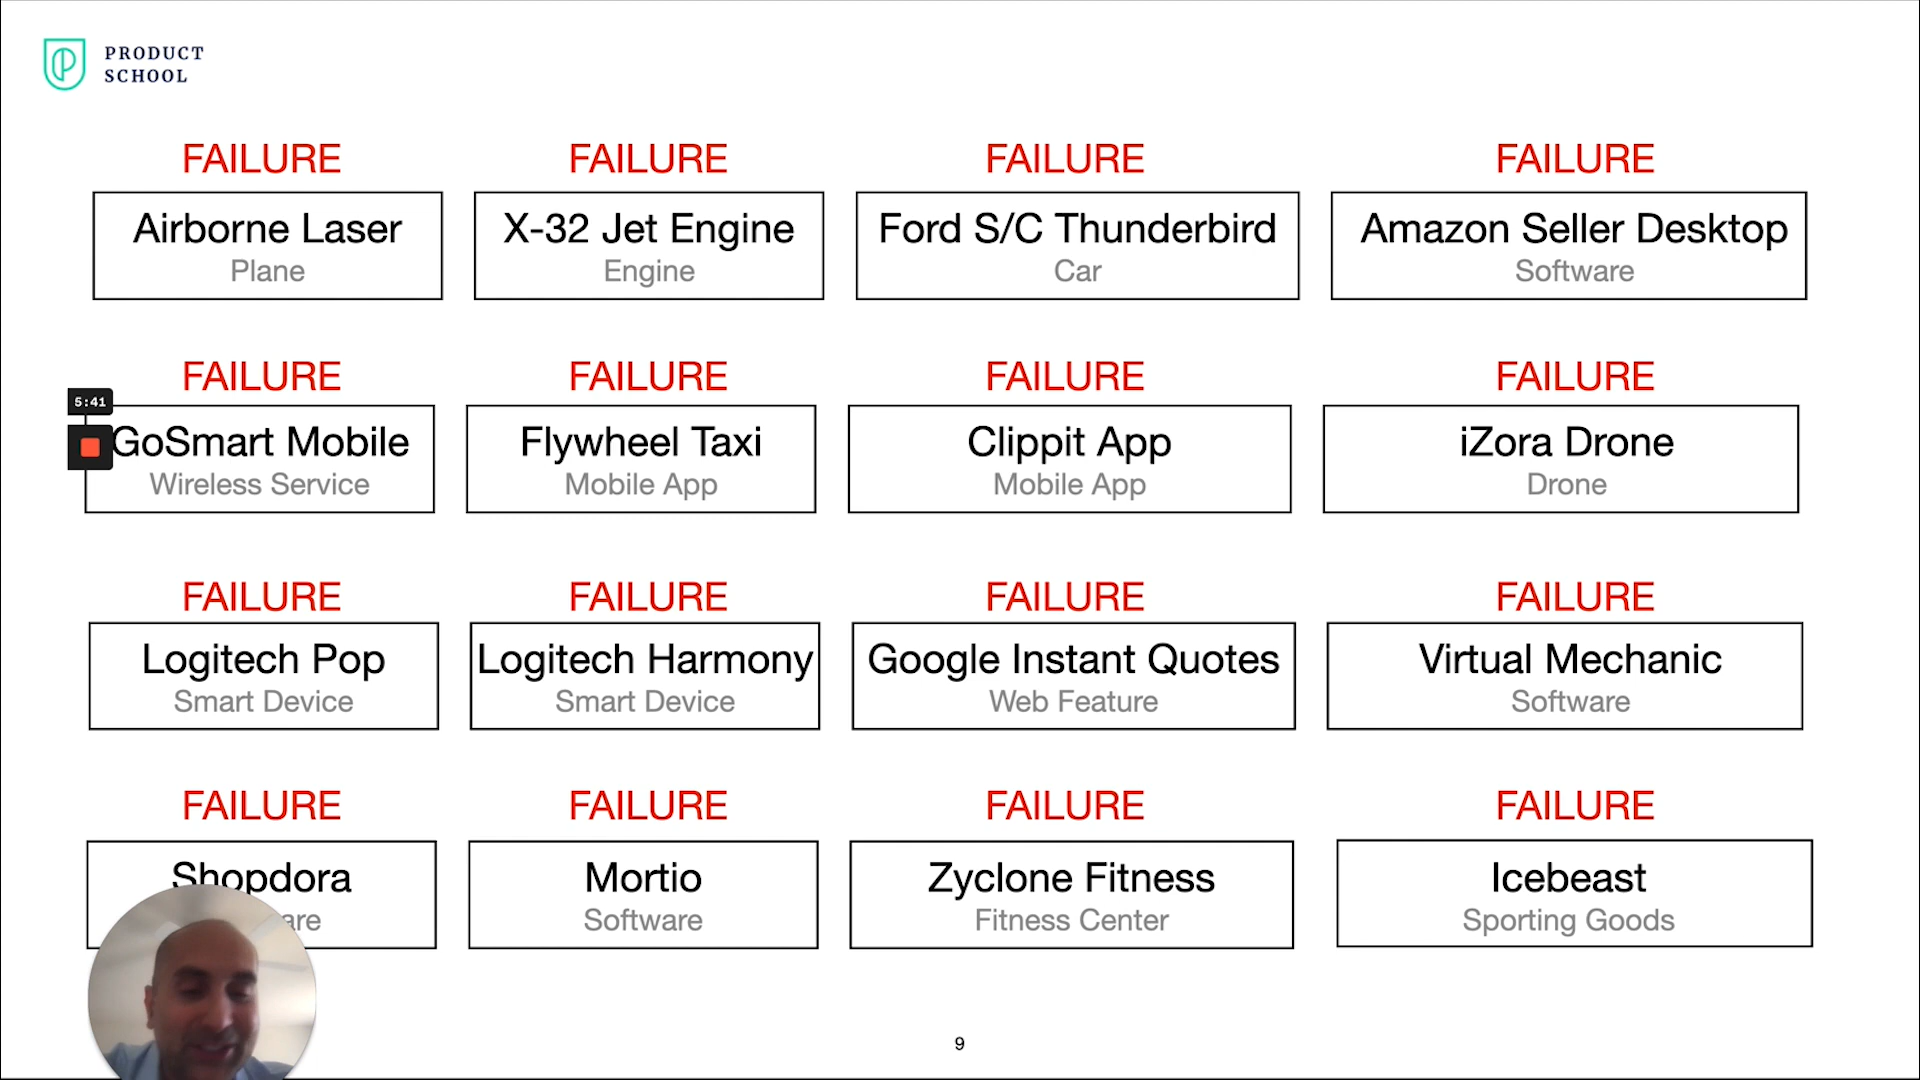 PRODUCT
SCHOOL
FAILURE FAILURE FAILURE FAILURE
Airborne Laser X-32 Jet Engine Ford S/C Thunderbird Amazon Seller Desktop
Plane Engine Car Software
FAILURE FAILURE FAILURE FAILURE
5:41
GoSmart Mobile Flywheel Taxi Clippit App iZora Drone
Wireless Service Mobile App Mobile App Drone
FAILURE FAILURE FAILURE FAILURE
Logitech Pop Logitech Harmony Google Instant Quotes Virtual Mechanic
Smart Device Smart Device Web Feature Software
FAILURE FAILURE FAILURE FAILURE
Shopdora Mortio Zyclone Fitness Icebeast
Software Fitness Center Sporting Goods
9